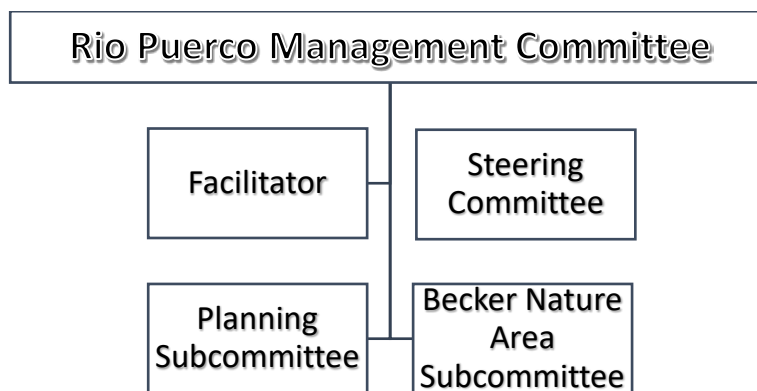 Rio Puerco Management Committee
Facilitator
Steering
Committee
Planning
Subcommittee
Becker Nature
Area
Subcommittee